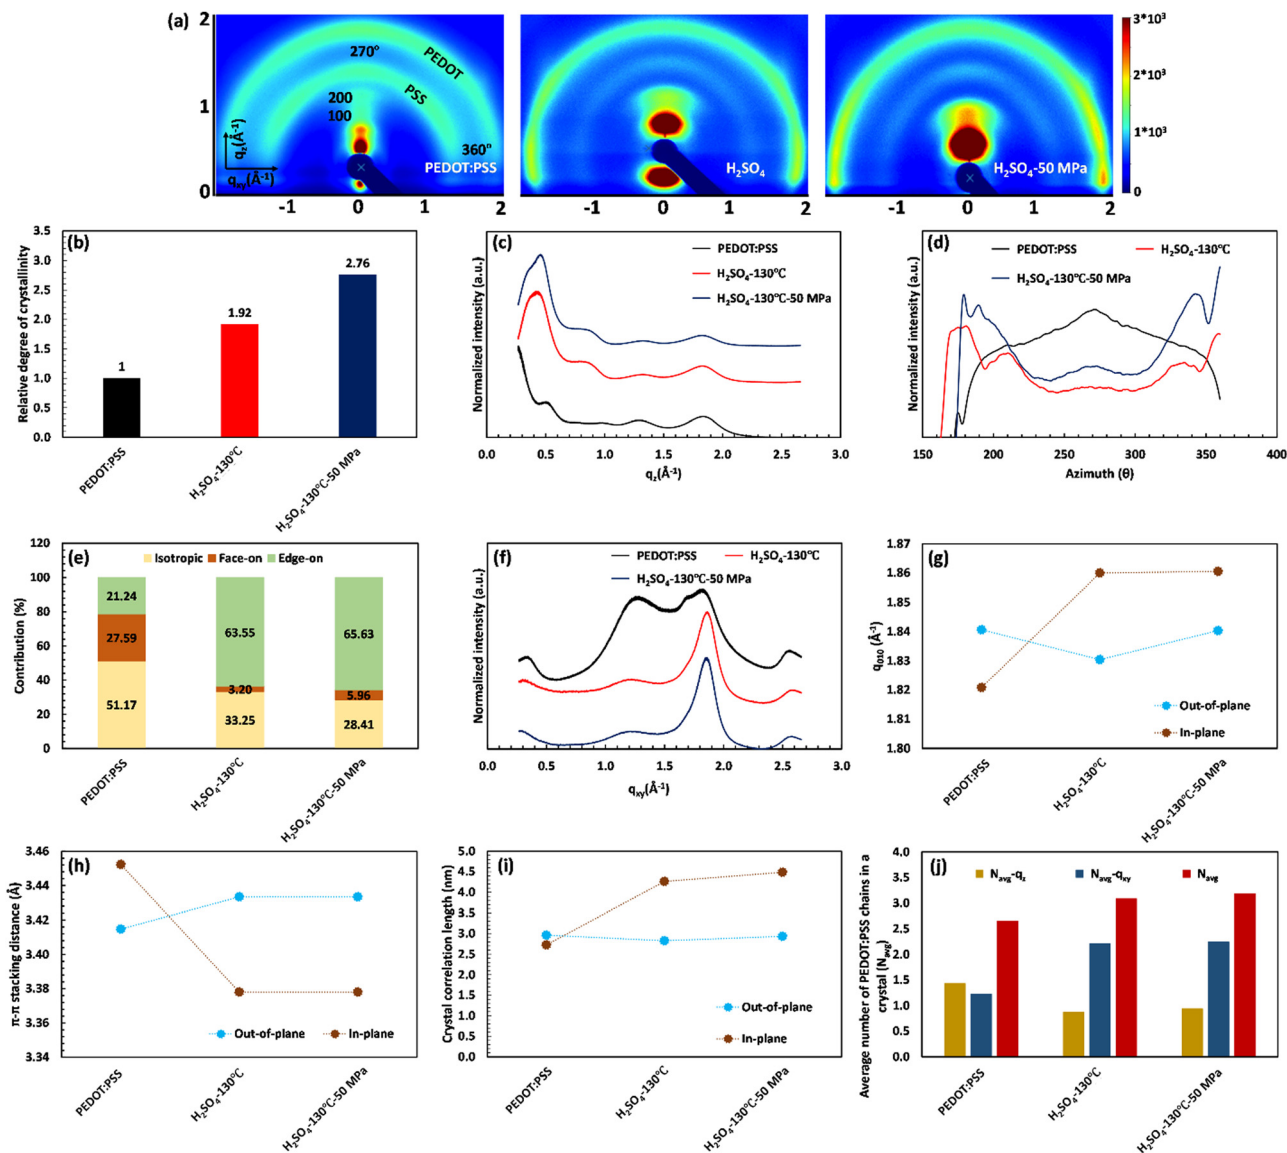 (a)
2
1
0
q_z(Å⁻¹)
q_xy(Å⁻¹)
270°
PEDOT
PSS
200
100
360°
PEDOT:PSS
-1 0 1 2
H₂SO₄
-1 0 1 2
H₂SO₄-50 MPa
-1 0 1 2
3*10³
2*10³
1*10³
0
(b)
Relative degree of crystallinity
3.5
3.0
2.5
2.0
1.5
1.0
0.5
0.0
1
1.92
2.76
PEDOT:PSS
H₂SO₄-130°C
H₂SO₄-130°C-50 MPa
(c)
Normalized intensity (a.u.)
PEDOT:PSS
H₂SO₄-130°C
H₂SO₄-130°C-50 MPa
0.0 0.5 1.0 1.5 2.0 2.5 3.0
q_z(Å⁻¹)
(d)
Normalized intensity (a.u.)
PEDOT:PSS
H₂SO₄-130°C
H₂SO₄-130°C-50 MPa
150 200 250 300 350 400
Azimuth (θ)
(e)
Contribution (%)
120
100
80
60
40
20
0
Isotropic Face-on Edge-on
21.24
27.59
51.17
63.55
3.20
33.25
65.63
5.96
28.41
PEDOT:PSS
H₂SO₄-130°C
H₂SO₄-130°C-50 MPa
(f)
Normalized intensity (a.u.)
PEDOT:PSS
H₂SO₄-130°C
H₂SO₄-130°C-50 MPa
0.0 0.5 1.0 1.5 2.0 2.5 3.0
q_xy(Å⁻¹)
(g)
q₀₁₀ (Å⁻¹)
1.87
1.86
1.85
1.84
1.83
1.82
1.81
1.80
Out-of-plane
In-plane
PEDOT:PSS
H₂SO₄-130°C
H₂SO₄-130°C-50 MPa
(h)
π-π stacking distance (Å)
3.46
3.44
3.42
3.40
3.38
3.36
3.34
Out-of-plane In-plane
PEDOT:PSS
H₂SO₄-130°C
H₂SO₄-130°C-50 MPa
(i)
Crystal correlation length (nm)
5.0
4.5
4.0
3.5
3.0
2.5
2.0
1.5
1.0
0.5
0.0
Out-of-plane
In-plane
PEDOT:PSS
H₂SO₄-130°C
H₂SO₄-130°C-50 MPa
(j)
Average number of PEDOT:PSS chains in a
crystal (N_avg)
4.0
3.5
3.0
2.5
2.0
1.5
1.0
0.5
0.0
N_avg-q_z N_avg-q_xy N_avg
PEDOT:PSS
H₂SO₄-130°C
H₂SO₄-130°C-50 MPa